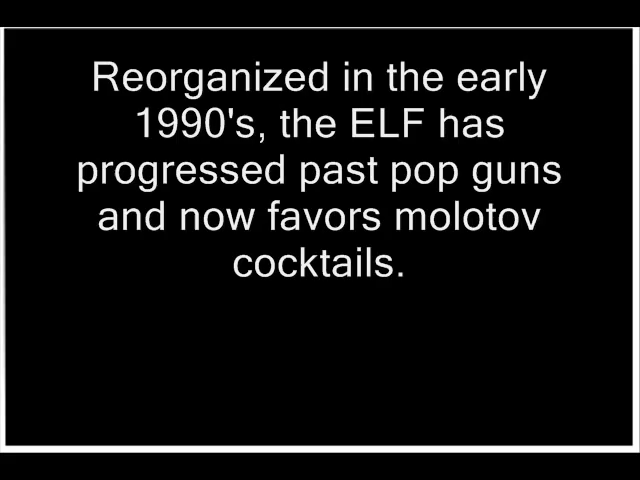 Reorganized in the early
1990's, the ELF has
progressed past pop guns
and now favors molotov
cocktails.